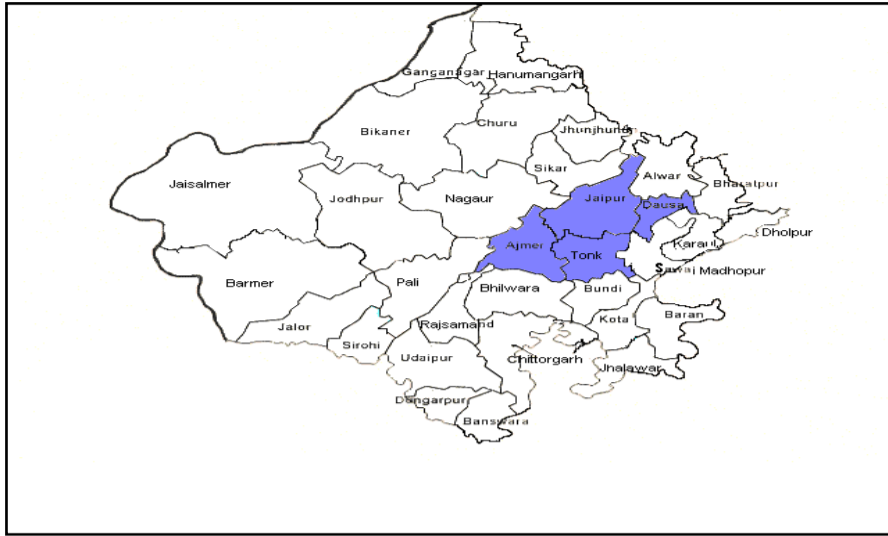 Ganganagar
Hanumangarh
Bikaner
Churu
Jhunjhunu
Sikar
Alwar
Bharatpur
Jaisalmer
Jodhpur
Nagaur
Jaipur
Dausa
Dholpur
Ajmer
Tonk
Karauli
Sawai Madhopur
Barmer
Pali
Bhilwara
Bundi
Jalor
Sirohi
Rajsamand
Kota
Baran
Udaipur
Chittorgarh
Jhalawar
Dungarpur
Banswara